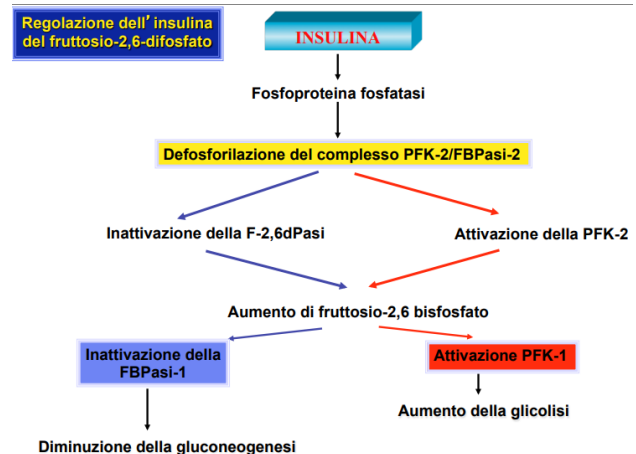 Regolazione dell' insulina
del fruttosio-2,6-difosfato
INSULINA
Fosfoproteina fosfatasi
Defosforilazione del complesso PFK-2/FBPasi-2
Inattivazione della F-2,6dPasi
Attivazione della PFK-2
Aumento di fruttosio-2,6 bisfosfato
Inattivazione della
FBPasi-1
Attivazione PFK-1
Aumento della glicolisi
Diminuzione della gluconeogenesi